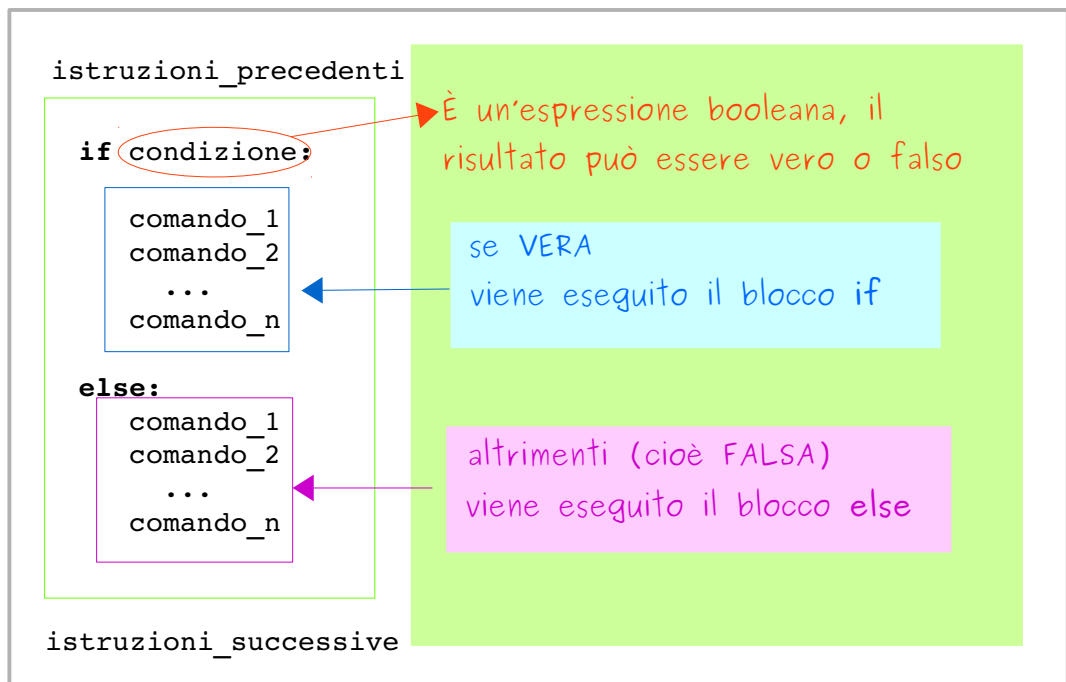 istruzioni_precedenti
if condizione:
È un'espressione booleana, il
risultato può essere vero o falso
comando_1
comando_2
...
comando_n
se VERA
viene eseguito il blocco if
else:
comando_1
comando_2
...
comando_n
altrimenti (cioè FALSA)
viene eseguito il blocco else
istruzioni_successive